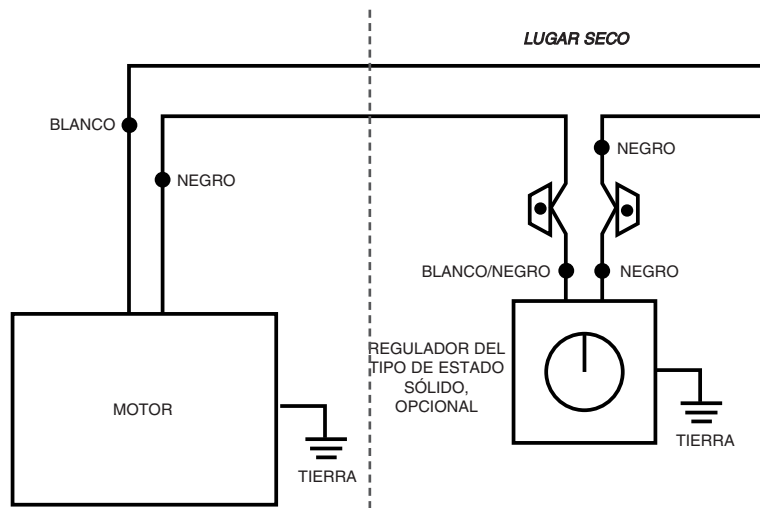 LUGAR SECO
BLANCO
NEGRO
NEGRO
BLANCO/NEGRO
NEGRO
REGULADOR DEL
TIPO DE ESTADO
SÓLIDO,
OPCIONAL
MOTOR
TIERRA
TIERRA